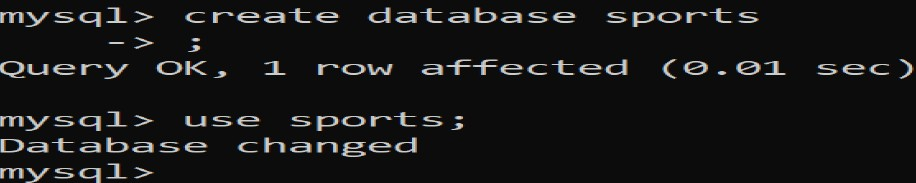 mysql> create database sports
    -> ;
Query OK, 1 row affected (0.01 sec)
mysql> use sports;
Database changed
mysql>